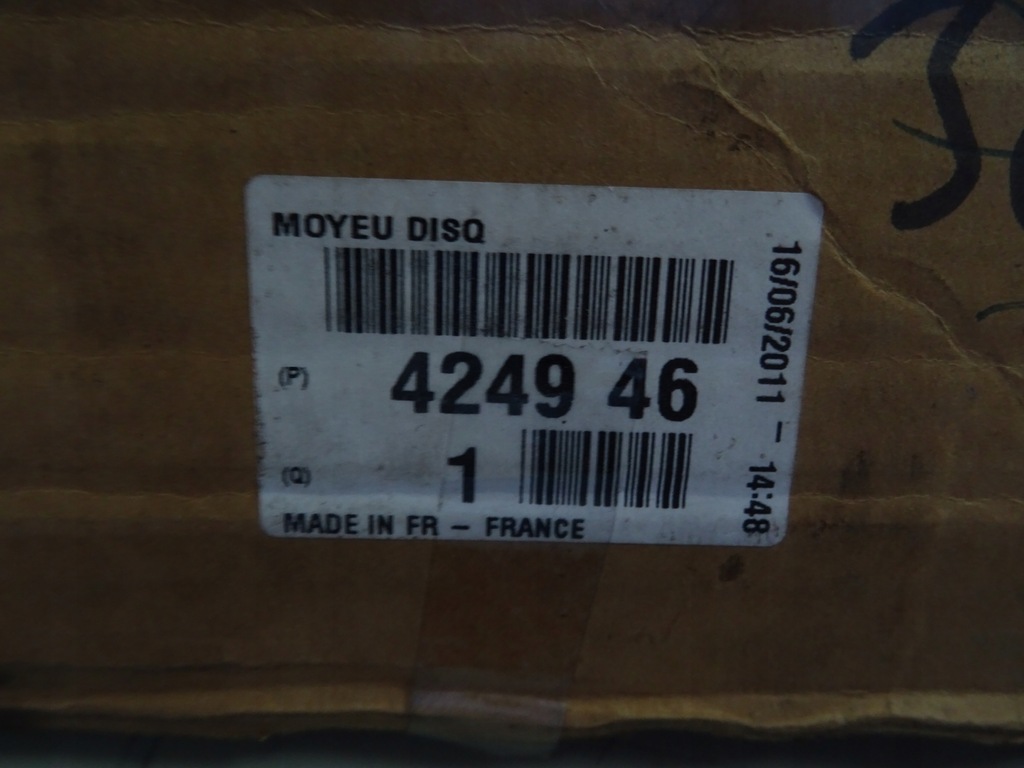 MOYEU DISQ
(P) 4249 46
(Q) 1
MADE IN FR - FRANCE
16/06/2011 - 14:48